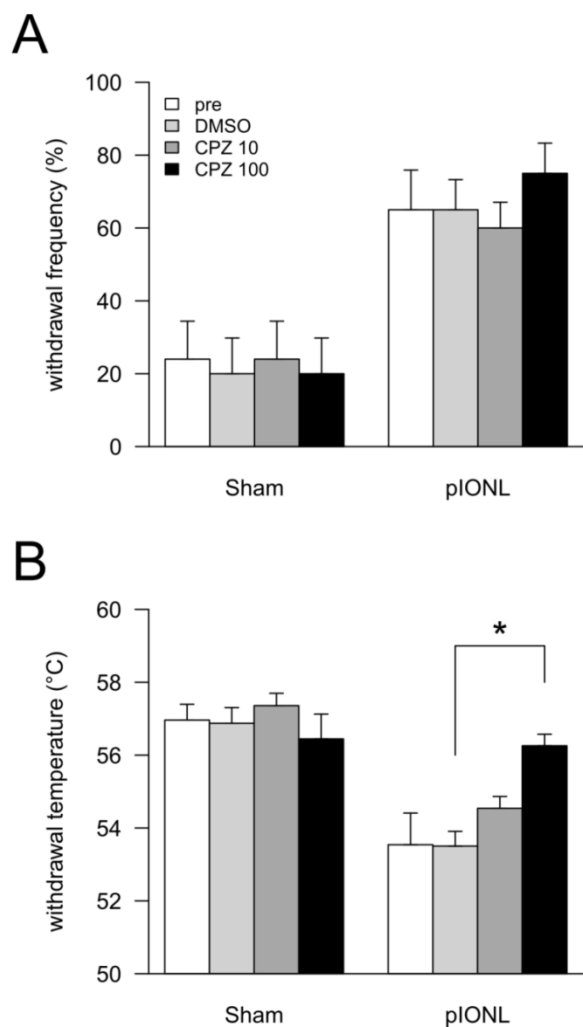 A
withdrawal frequency (%)
100
80
60
40
20
0
pre
DMSO
CPZ 10
CPZ 100
Sham pIONL
B
withdrawal temperature (°C)
60
58
56
54
52
50
*
Sham pIONL